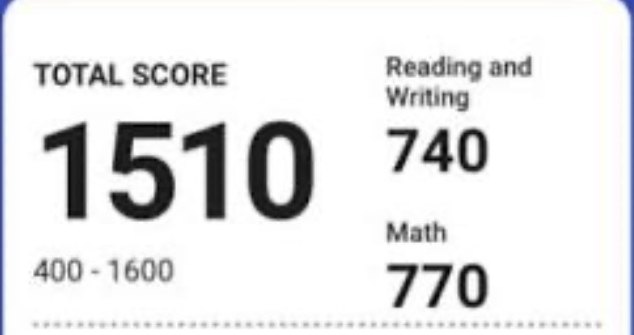 TOTAL SCORE
1510
400 - 1600
Reading and
Writing
740
Math
770